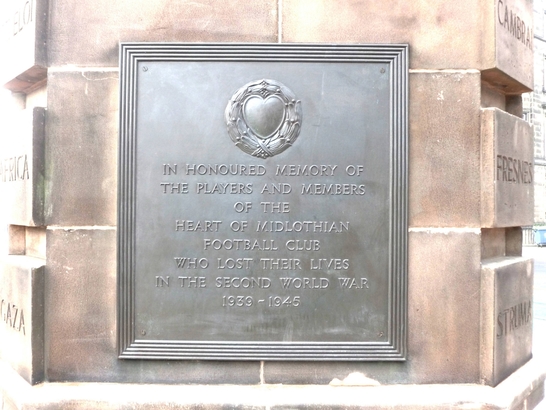 IN HONOURED MEMORY OF
THE PLAYERS AND MEMBERS
OF THE
HEART OF MIDLOTHIAN
FOOTBALL CLUB
WHO LOST THEIR LIVES
IN THE SECOND WORLD WAR
1939-1945
CAMBRAI
FRESNES
STRUMA
GAZA